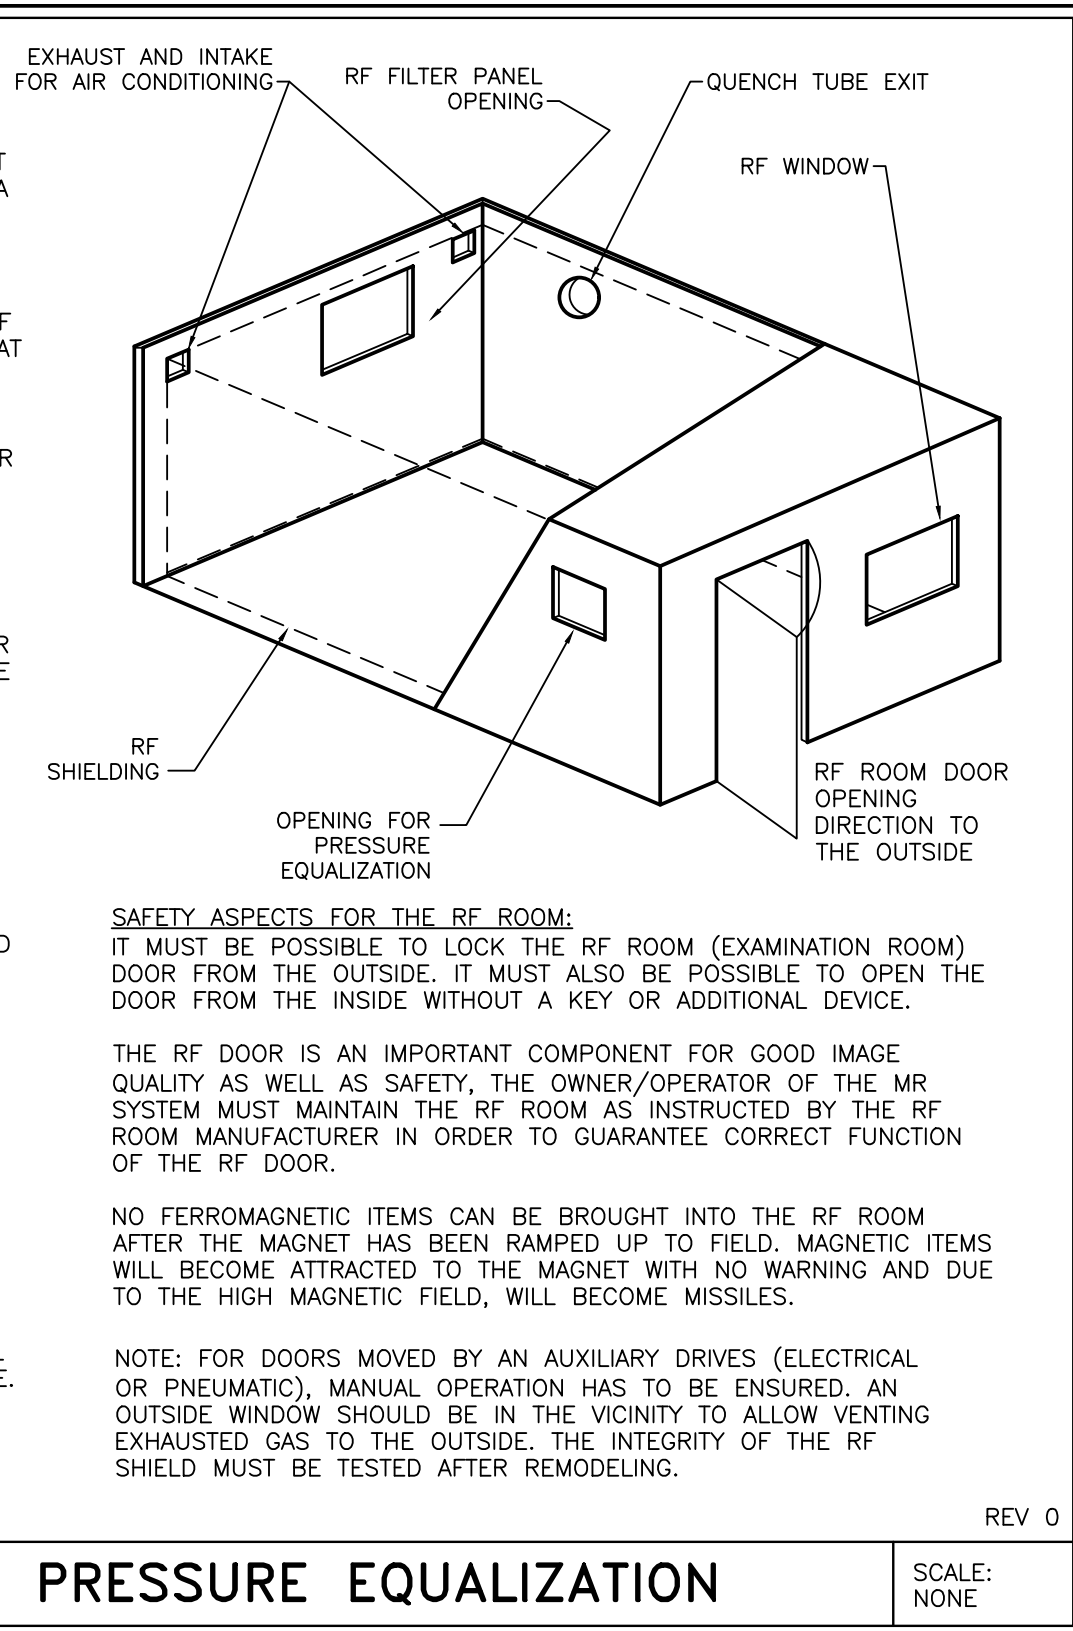 EXHAUST AND INTAKE
FOR AIR CONDITIONING
RF FILTER PANEL
OPENING
QUENCH TUBE EXIT
RF WINDOW
RF
SHIELDING
OPENING FOR
PRESSURE
EQUALIZATION
RF ROOM DOOR
OPENING
DIRECTION TO
THE OUTSIDE
SAFETY ASPECTS FOR THE RF ROOM:
IT MUST BE POSSIBLE TO LOCK THE RF ROOM (EXAMINATION ROOM)
DOOR FROM THE OUTSIDE. IT MUST ALSO BE POSSIBLE TO OPEN THE
DOOR FROM THE INSIDE WITHOUT A KEY OR ADDITIONAL DEVICE.
THE RF DOOR IS AN IMPORTANT COMPONENT FOR GOOD IMAGE
QUALITY AS WELL AS SAFETY, THE OWNER/OPERATOR OF THE MR
SYSTEM MUST MAINTAIN THE RF ROOM AS INSTRUCTED BY THE RF
ROOM MANUFACTURER IN ORDER TO GUARANTEE CORRECT FUNCTION
OF THE RF DOOR.
NO FERROMAGNETIC ITEMS CAN BE BROUGHT INTO THE RF ROOM
AFTER THE MAGNET HAS BEEN RAMPED UP TO FIELD. MAGNETIC ITEMS
WILL BECOME ATTRACTED TO THE MAGNET WITH NO WARNING AND DUE
TO THE HIGH MAGNETIC FIELD, WILL BECOME MISSILES.
NOTE: FOR DOORS MOVED BY AN AUXILIARY DRIVES (ELECTRICAL
OR PNEUMATIC), MANUAL OPERATION HAS TO BE ENSURED. AN
OUTSIDE WINDOW SHOULD BE IN THE VICINITY TO ALLOW VENTING
EXHAUSTED GAS TO THE OUTSIDE. THE INTEGRITY OF THE RF
SHIELD MUST BE TESTED AFTER REMODELING.
REV 0
PRESSURE EQUALIZATION
SCALE:
NONE